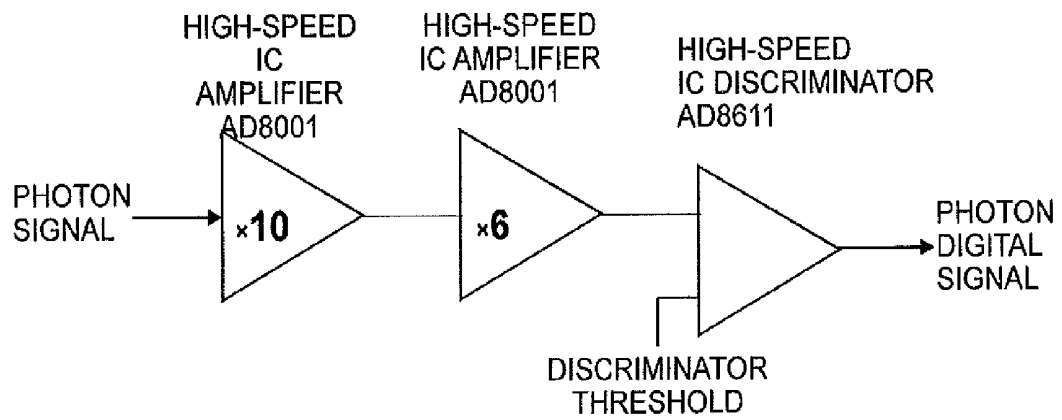 HIGH-SPEED
IC
AMPLIFIER
AD8001
HIGH-SPEED
IC AMPLIFIER
AD8001
HIGH-SPEED
IC DISCRIMINATOR
AD8611
PHOTON
SIGNAL
×10
×6
PHOTON
DIGITAL
SIGNAL
DISCRIMINATOR
THRESHOLD